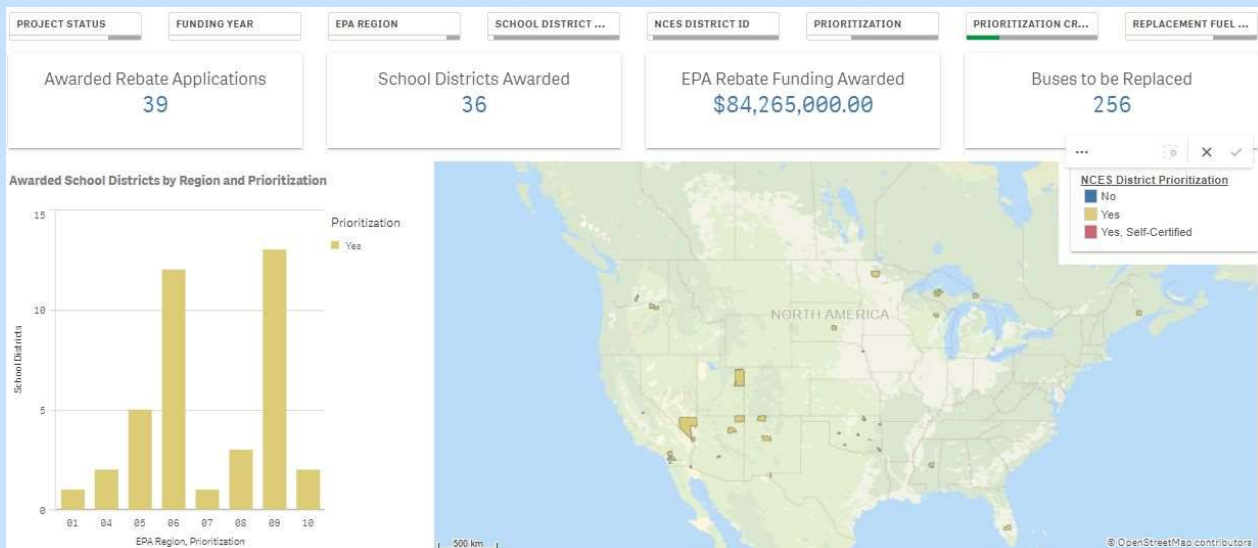 PROJECT STATUS
FUNDING YEAR
EPA REGION
SCHOOL DISTRICT ...
NCES DISTRICT ID
PRIORITIZATION
PRIORITIZATION CR...
REPLACEMENT FUEL ...
Awarded Rebate Applications
39
School Districts Awarded
36
EPA Rebate Funding Awarded
$84,265,000.00
Buses to be Replaced
256
Awarded School Districts by Region and Prioritization
15
10
5
0
School Districts
01 04 05 06 07 08 09 10
EPA Region, Prioritization
Prioritization
Yes
...
NCES District Prioritization
No
Yes
Yes, Self-Certified
NORTH AMERICA
500 km
© OpenStreetMap contributors